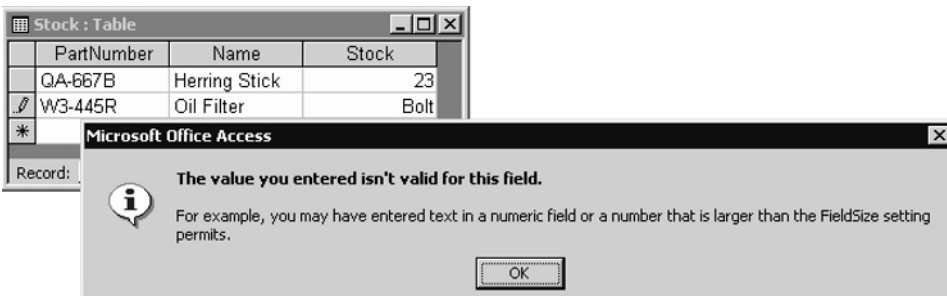 Stock : Table
PartNumber Name Stock
QA-667B Herring Stick 23
W3-445R Oil Filter Bolt
Record:
Microsoft Office Access
The value you entered isn't valid for this field.
For example, you may have entered text in a numeric field or a number that is larger than the FieldSize setting
permits.
OK